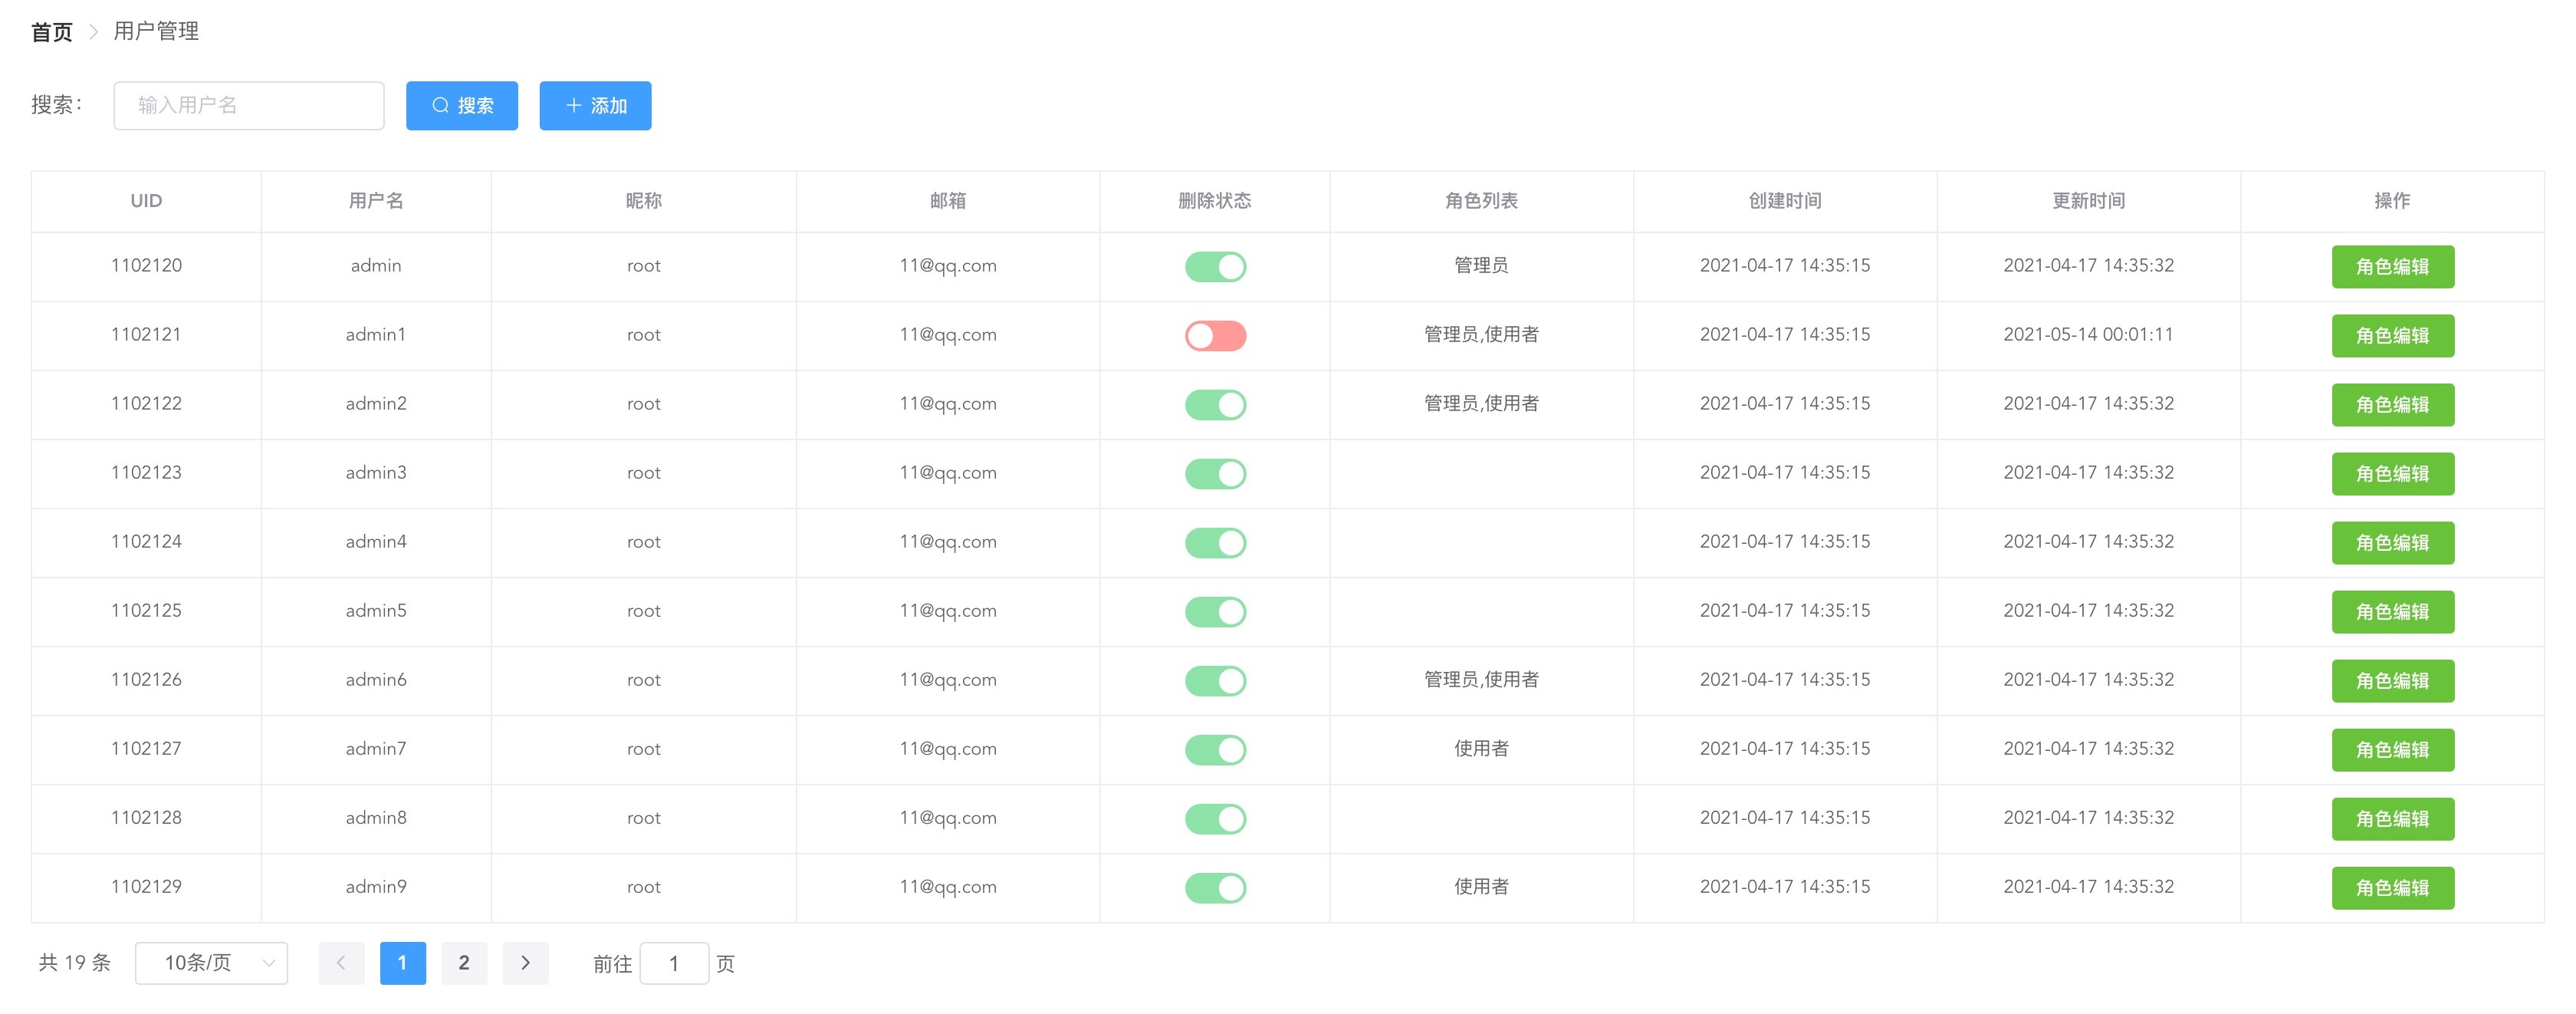 首页 > 用户管理
搜索： 输入用户名 搜索 + 添加
UID 用户名 昵称 邮箱 删除状态 角色列表 创建时间 更新时间 操作
1102120 admin root 11@qq.com 管理员 2021-04-17 14:35:15 2021-04-17 14:35:32 角色编辑
1102121 admin1 root 11@qq.com 管理员,使用者 2021-04-17 14:35:15 2021-05-14 00:01:11 角色编辑
1102122 admin2 root 11@qq.com 管理员,使用者 2021-04-17 14:35:15 2021-04-17 14:35:32 角色编辑
1102123 admin3 root 11@qq.com 2021-04-17 14:35:15 2021-04-17 14:35:32 角色编辑
1102124 admin4 root 11@qq.com 2021-04-17 14:35:15 2021-04-17 14:35:32 角色编辑
1102125 admin5 root 11@qq.com 2021-04-17 14:35:15 2021-04-17 14:35:32 角色编辑
1102126 admin6 root 11@qq.com 管理员,使用者 2021-04-17 14:35:15 2021-04-17 14:35:32 角色编辑
1102127 admin7 root 11@qq.com 使用者 2021-04-17 14:35:15 2021-04-17 14:35:32 角色编辑
1102128 admin8 root 11@qq.com 2021-04-17 14:35:15 2021-04-17 14:35:32 角色编辑
1102129 admin9 root 11@qq.com 使用者 2021-04-17 14:35:15 2021-04-17 14:35:32 角色编辑
共 19 条 10条/页 < 1 2 > 前往 1 页